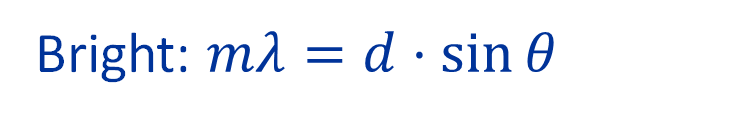 Bright: mλ = d · sin θ